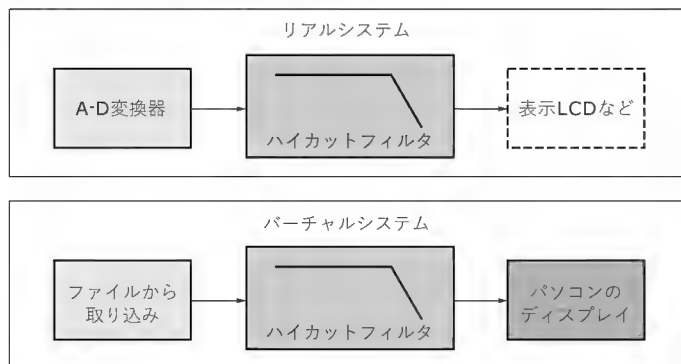 リアルシステム
A-D変換器
ハイカットフィルタ
表示LCDなど
バーチャルシステム
ファイルから
取り込み
ハイカットフィルタ
パソコンの
ディスプレイ